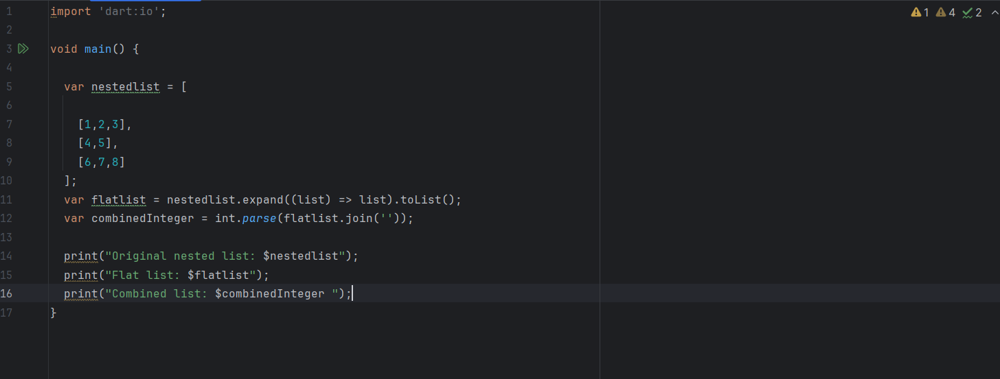 1 import 'dart:io';
2
3 void main() {
4
5 var nestedlist = [
6
7 [1,2,3],
8 [4,5],
9 [6,7,8]
10 ];
11 var flatlist = nestedlist.expand((list) => list).toList();
12 var combinedInteger = int.parse(flatlist.join(''));
13
14 print("Original nested list: $nestedlist");
15 print("Flat list: $flatlist");
16 print("Combined list: $combinedInteger ");
17 }
1 4 2